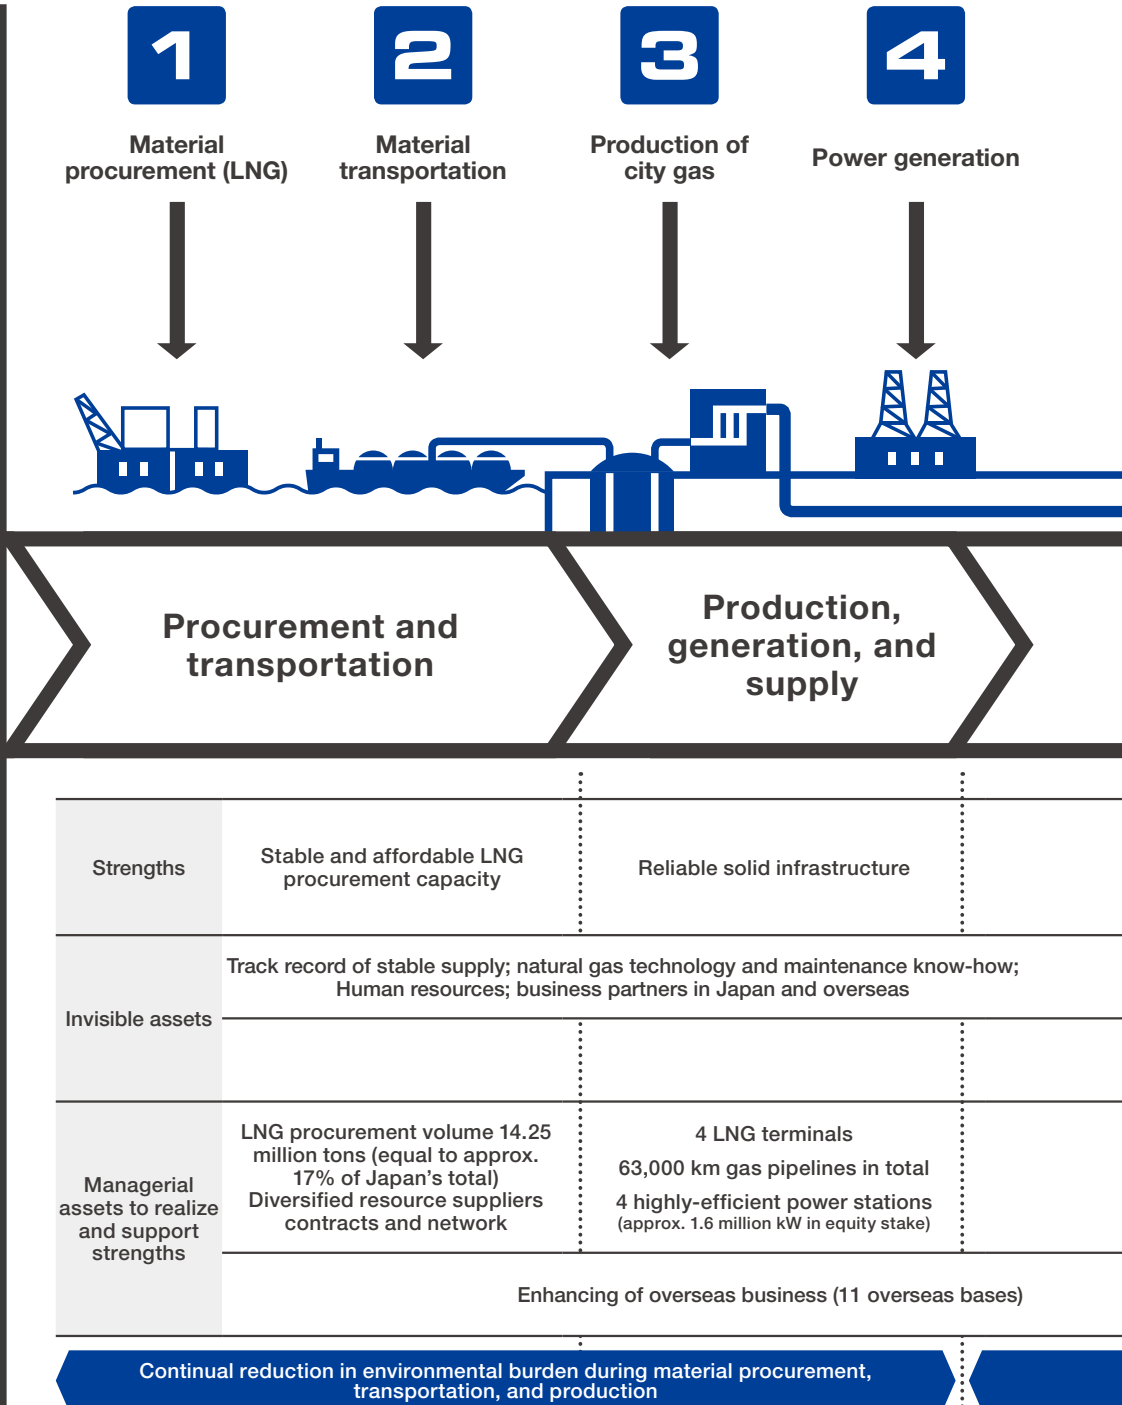 1
2
3
4
Material
procurement (LNG)
Material
transportation
Production of
city gas
Power generation
Procurement and
transportation
Production,
generation, and
supply
Strengths
Stable and affordable LNG
procurement capacity
Reliable solid infrastructure
Invisible assets
Track record of stable supply; natural gas technology and maintenance know-how;
Human resources; business partners in Japan and overseas
Managerial
assets to realize
and support
strengths
LNG procurement volume 14.25
million tons (equal to approx.
17% of Japan's total)
Diversified resource suppliers
contracts and network
4 LNG terminals
63,000 km gas pipelines in total
4 highly-efficient power stations
(approx. 1.6 million kW in equity stake)
Enhancing of overseas business (11 overseas bases)
Continual reduction in environmental burden during material procurement,
transportation, and production